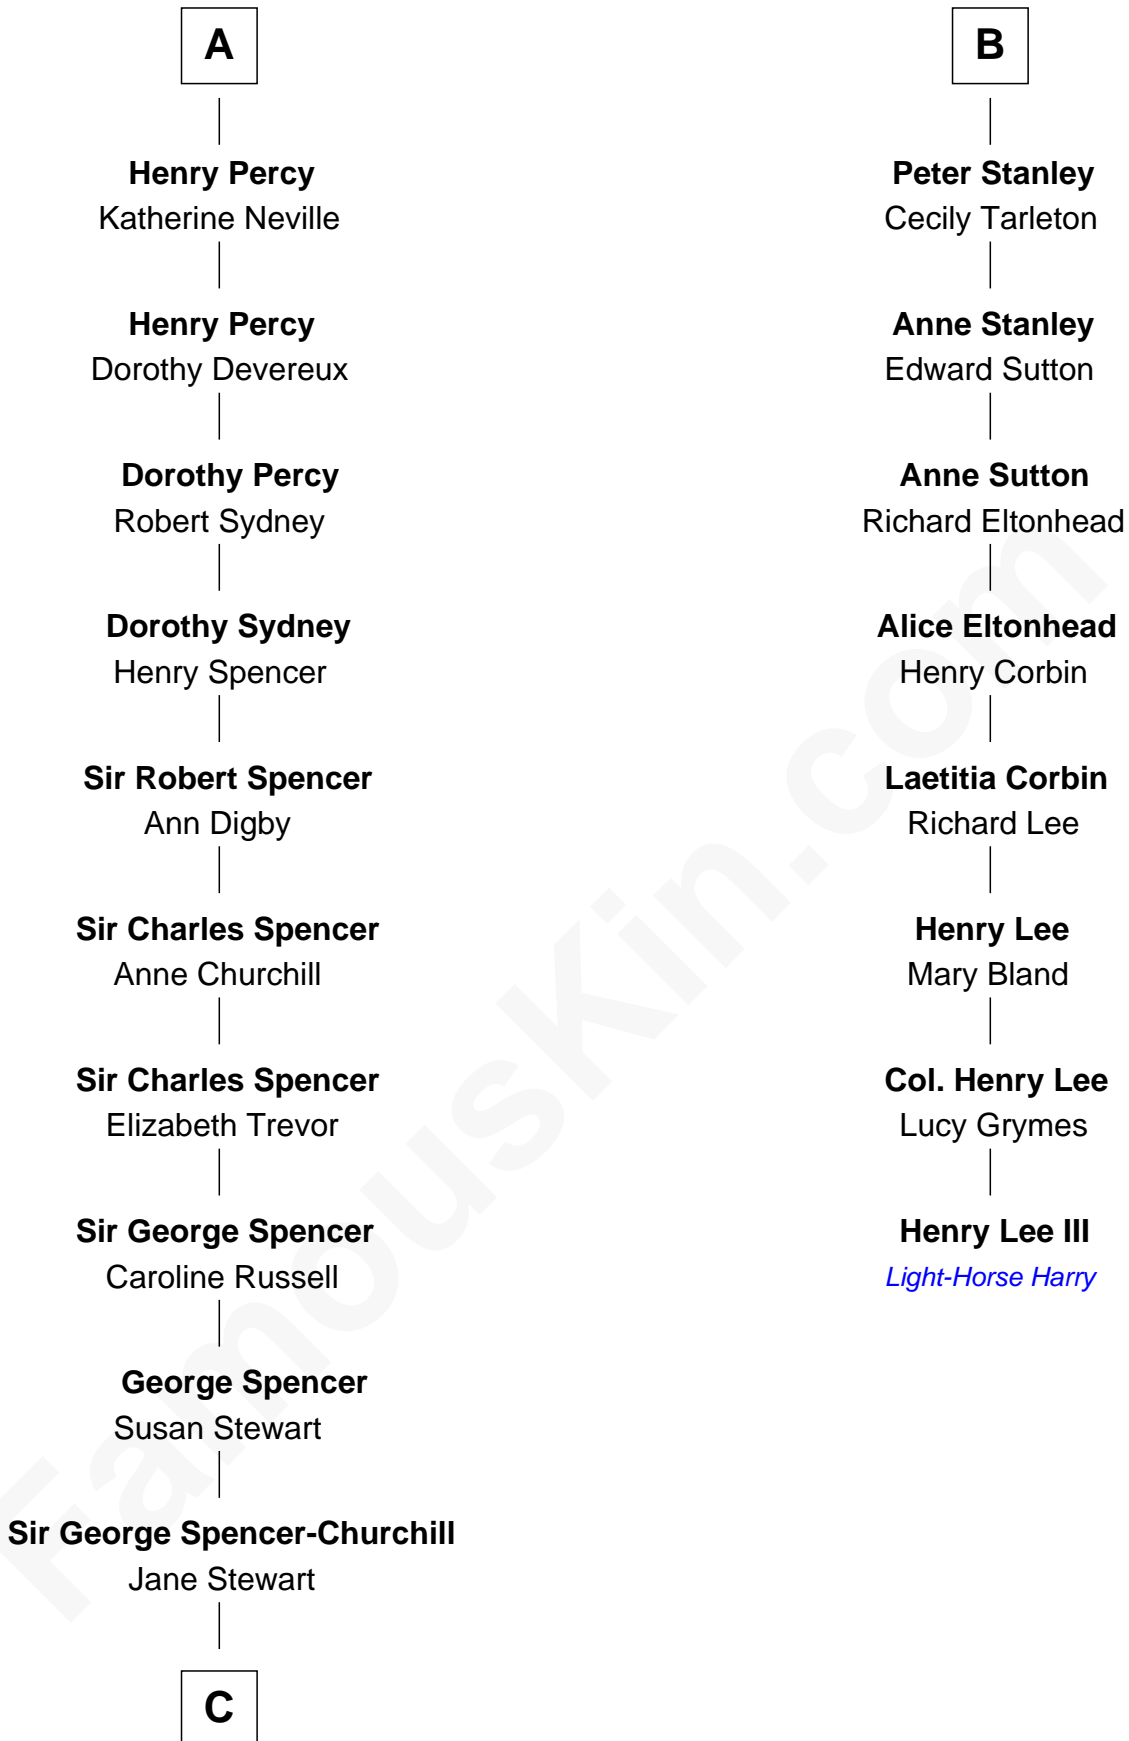 A
Henry Percy
Katherine Neville
Henry Percy
Dorothy Devereux
Dorothy Percy
Robert Sydney
Dorothy Sydney
Henry Spencer
Sir Robert Spencer
Ann Digby
Sir Charles Spencer
Anne Churchill
Sir Charles Spencer
Elizabeth Trevor
Sir George Spencer
Caroline Russell
George Spencer
Susan Stewart
Sir George Spencer-Churchill
Jane Stewart
C
B
Peter Stanley
Cecily Tarleton
Anne Stanley
Edward Sutton
Anne Sutton
Richard Eltonhead
Alice Eltonhead
Henry Corbin
Laetitia Corbin
Richard Lee
Henry Lee
Mary Bland
Col. Henry Lee
Lucy Grymes
Henry Lee III
Light-Horse Harry
FamousKin.com